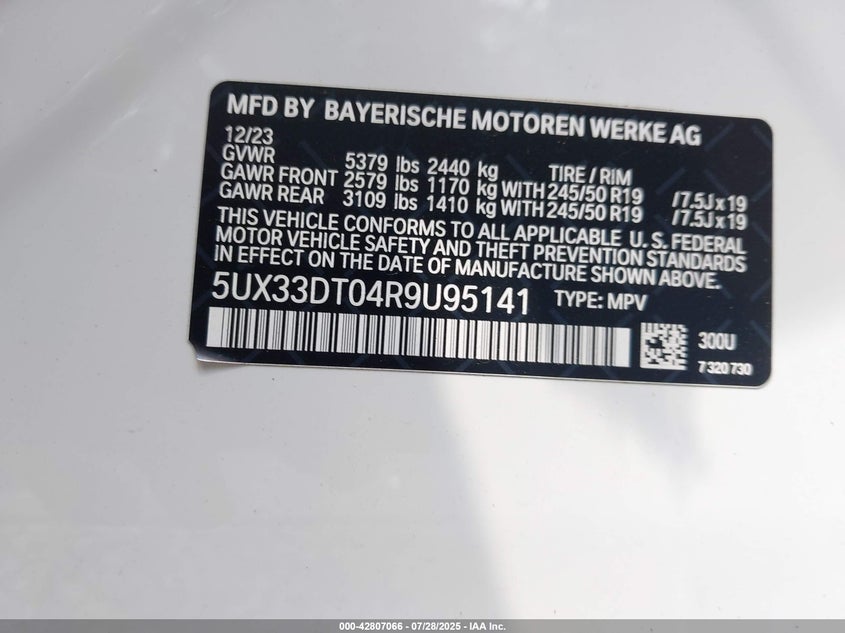 MFD BY BAYERISCHE MOTOREN WERKE AG
12/23
GVWR 5379 lbs 2440 kg TIRE / RIM
GAWR FRONT 2579 lbs 1170 kg WITH 245/50 R19 /7.5J x 19
GAWR REAR 3109 lbs 1410 kg WITH 245/50 R19 /7.5J x 19
THIS VEHICLE CONFORMS TO ALL APPLICABLE U. S. FEDERAL
MOTOR VEHICLE SAFETY AND THEFT PREVENTION STANDARDS
IN EFFECT ON THE DATE OF MANUFACTURE SHOWN ABOVE.
5UX33DT04R9U95141 TYPE: MPV
300U
7 320 730
000-42807066 - 07/28/2025 - IAA Inc.